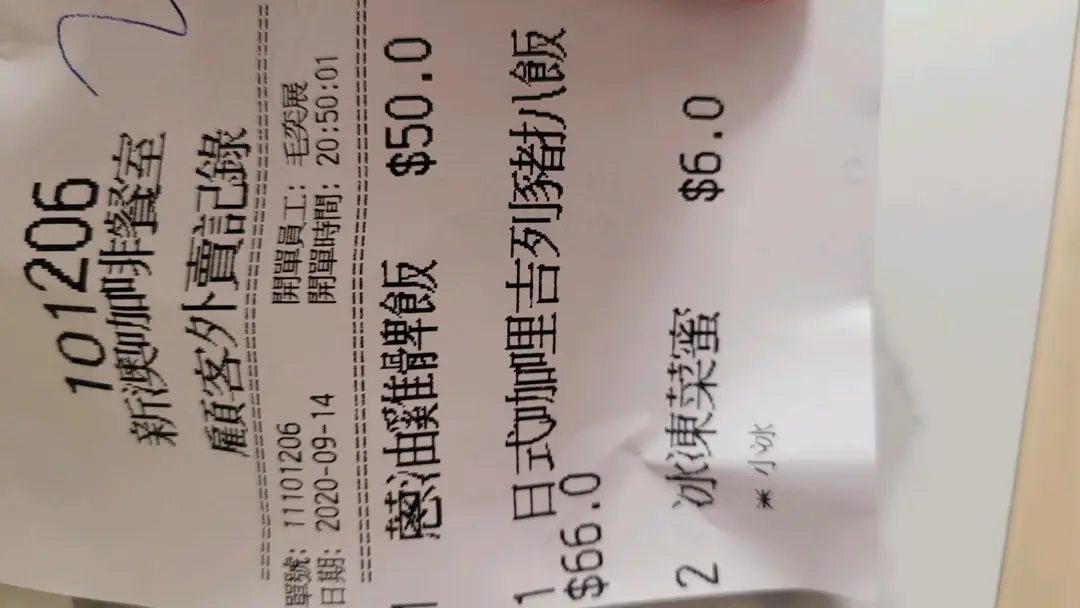 101206
新澳咖啡餐室
顧客外賣記錄
單號: 11101206 開單員工: 毛奕展
日期: 2020-09-14 開單時間: 20:50:01
1 蔥油雞髀飯 $50.0
1 日式咖哩吉列豬扒飯
$66.0
2 冰凍菜蜜 $6.0
※ 小冰